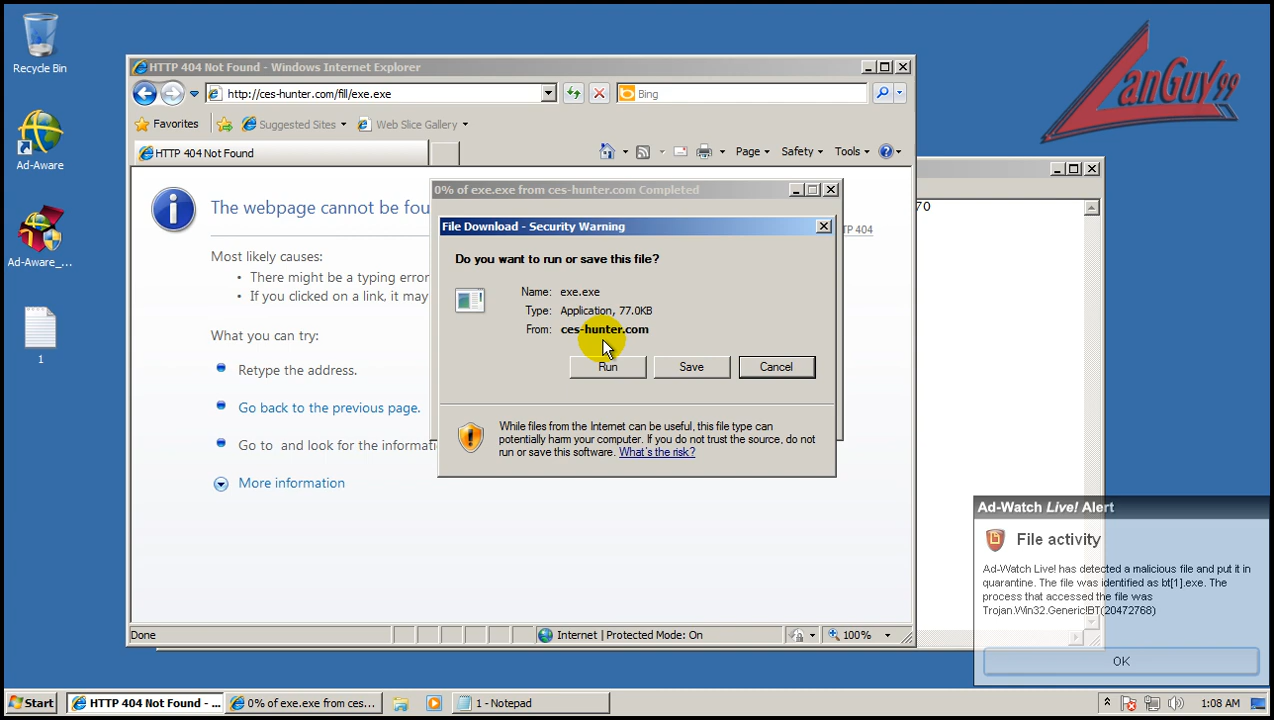 Recycle Bin
Ad-Aware
Ad-Aware_...
1
LanGuy99
HTTP 404 Not Found - Windows Internet Explorer
http://ces-hunter.com/fill/exe.exe
Bing
Favorites
Suggested Sites
Web Slice Gallery
HTTP 404 Not Found
Page
Safety
Tools
The webpage cannot be fou
TP 404
70
Most likely causes:
There might be a typing error
If you clicked on a link, it may
What you can try:
Retype the address.
Go back to the previous page.
Go to and look for the informati
More information
0% of exe.exe from ces-hunter.com Completed
File Download - Security Warning
Do you want to run or save this file?
Name: exe.exe
Type: Application, 77.0KB
From: ces-hunter.com
Run
Save
Cancel
While files from the Internet can be useful, this file type can
potentially harm your computer. If you do not trust the source, do not
run or save this software. What's the risk?
Ad-Watch Live! Alert
File activity
Ad-Watch Live! has detected a malicious file and put it in
quarantine. The file was identified as bt[1].exe. The
process that accessed the file was
Trojan.Win32.Generic!BT(20472768)
OK
Done
Internet | Protected Mode: On
100%
Start
HTTP 404 Not Found - ...
0% of exe.exe from ces...
1 - Notepad
1:08 AM